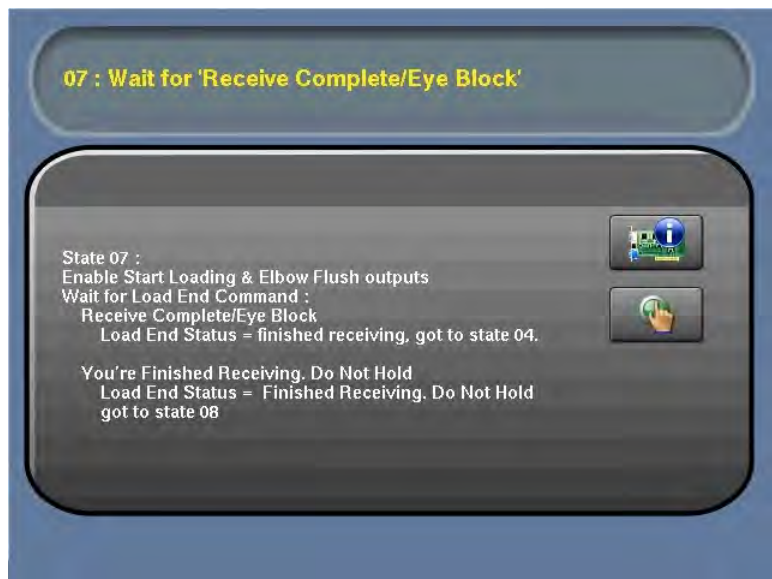 07 : Wait for 'Receive Complete/Eye Block'
State 07 :
Enable Start Loading & Elbow Flush outputs
Wait for Load End Command :
Receive Complete/Eye Block
Load End Status = finished receiving, got to state 04.
You're Finished Receiving. Do Not Hold
Load End Status = Finished Receiving. Do Not Hold
got to state 08